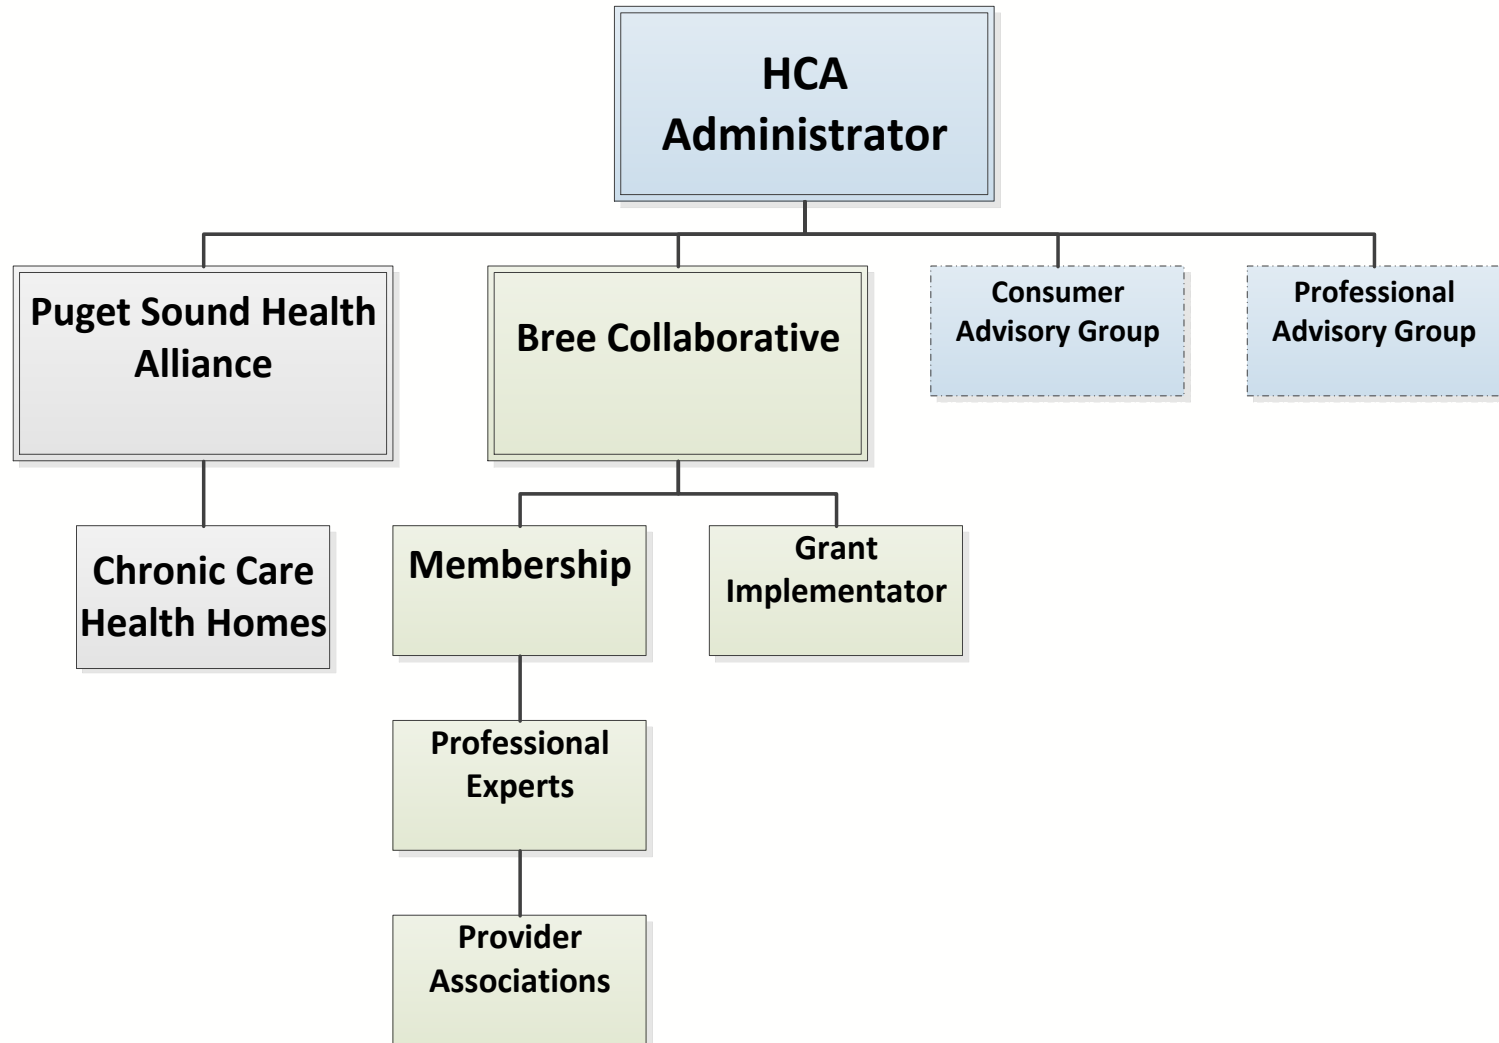 HCA
Administrator
Puget Sound Health
Alliance
Bree Collaborative
Consumer
Advisory Group
Professional
Advisory Group
Chronic Care
Health Homes
Membership
Grant
Implementator
Professional
Experts
Provider
Associations